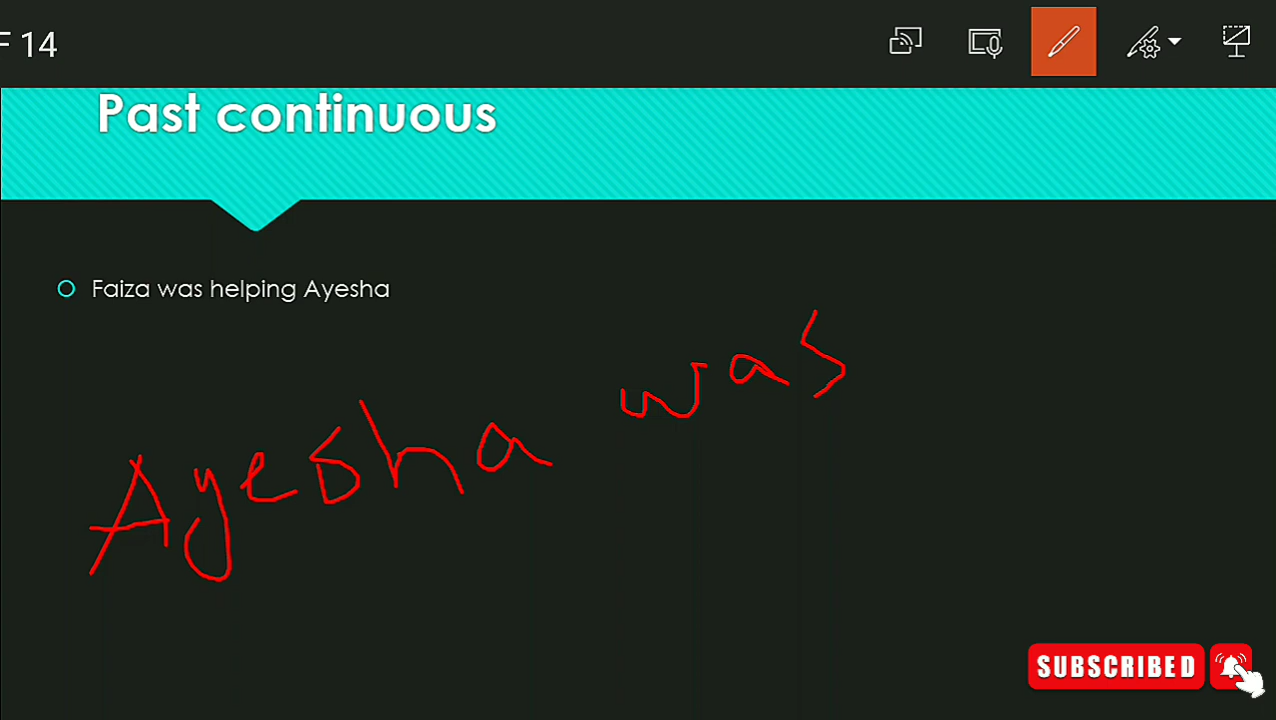 F 14
Past continuous
Faiza was helping Ayesha
Ayesha was
SUBSCRIBED